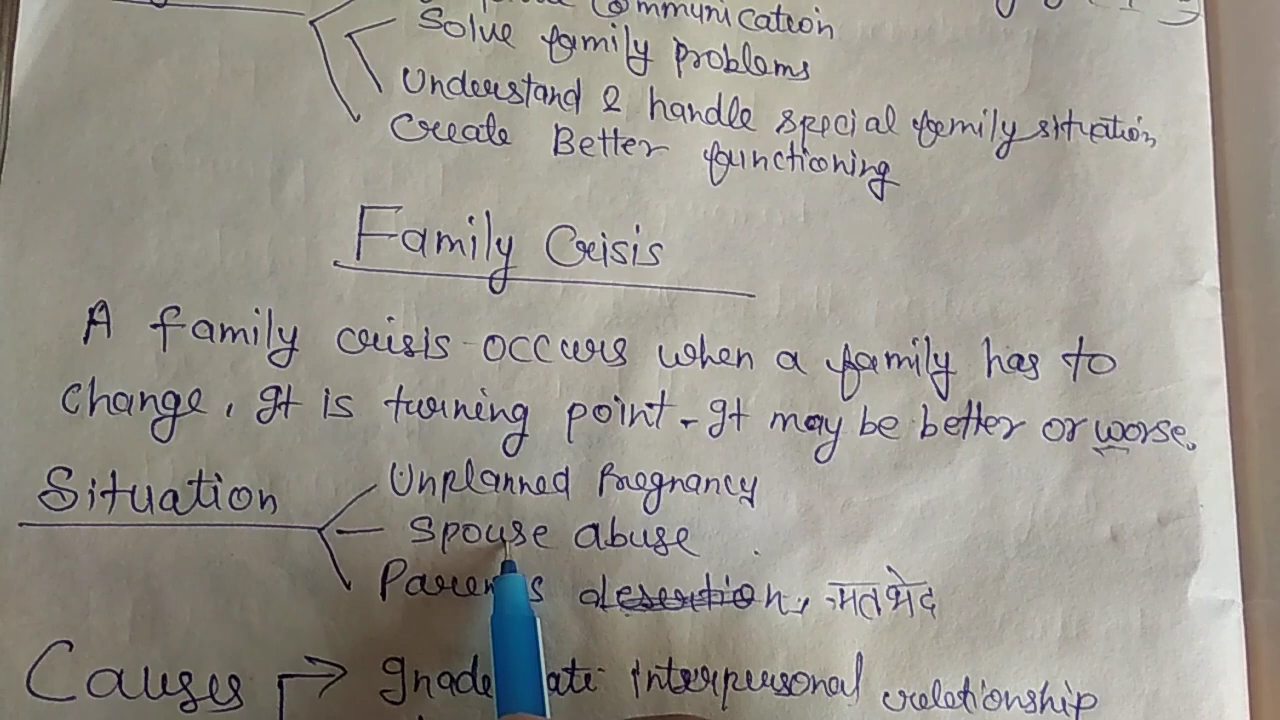 Communication
Solve family problems
Understand & handle special family situation
Create Better functioning
Family Crisis
A family crisis occurs when a family has to
change. It is turning point - It may be better or worse.
Situation
Unplanned Pregnancy
Spouse abuse
Parents desertion, मतभेद
Causes → interpersonal relationship